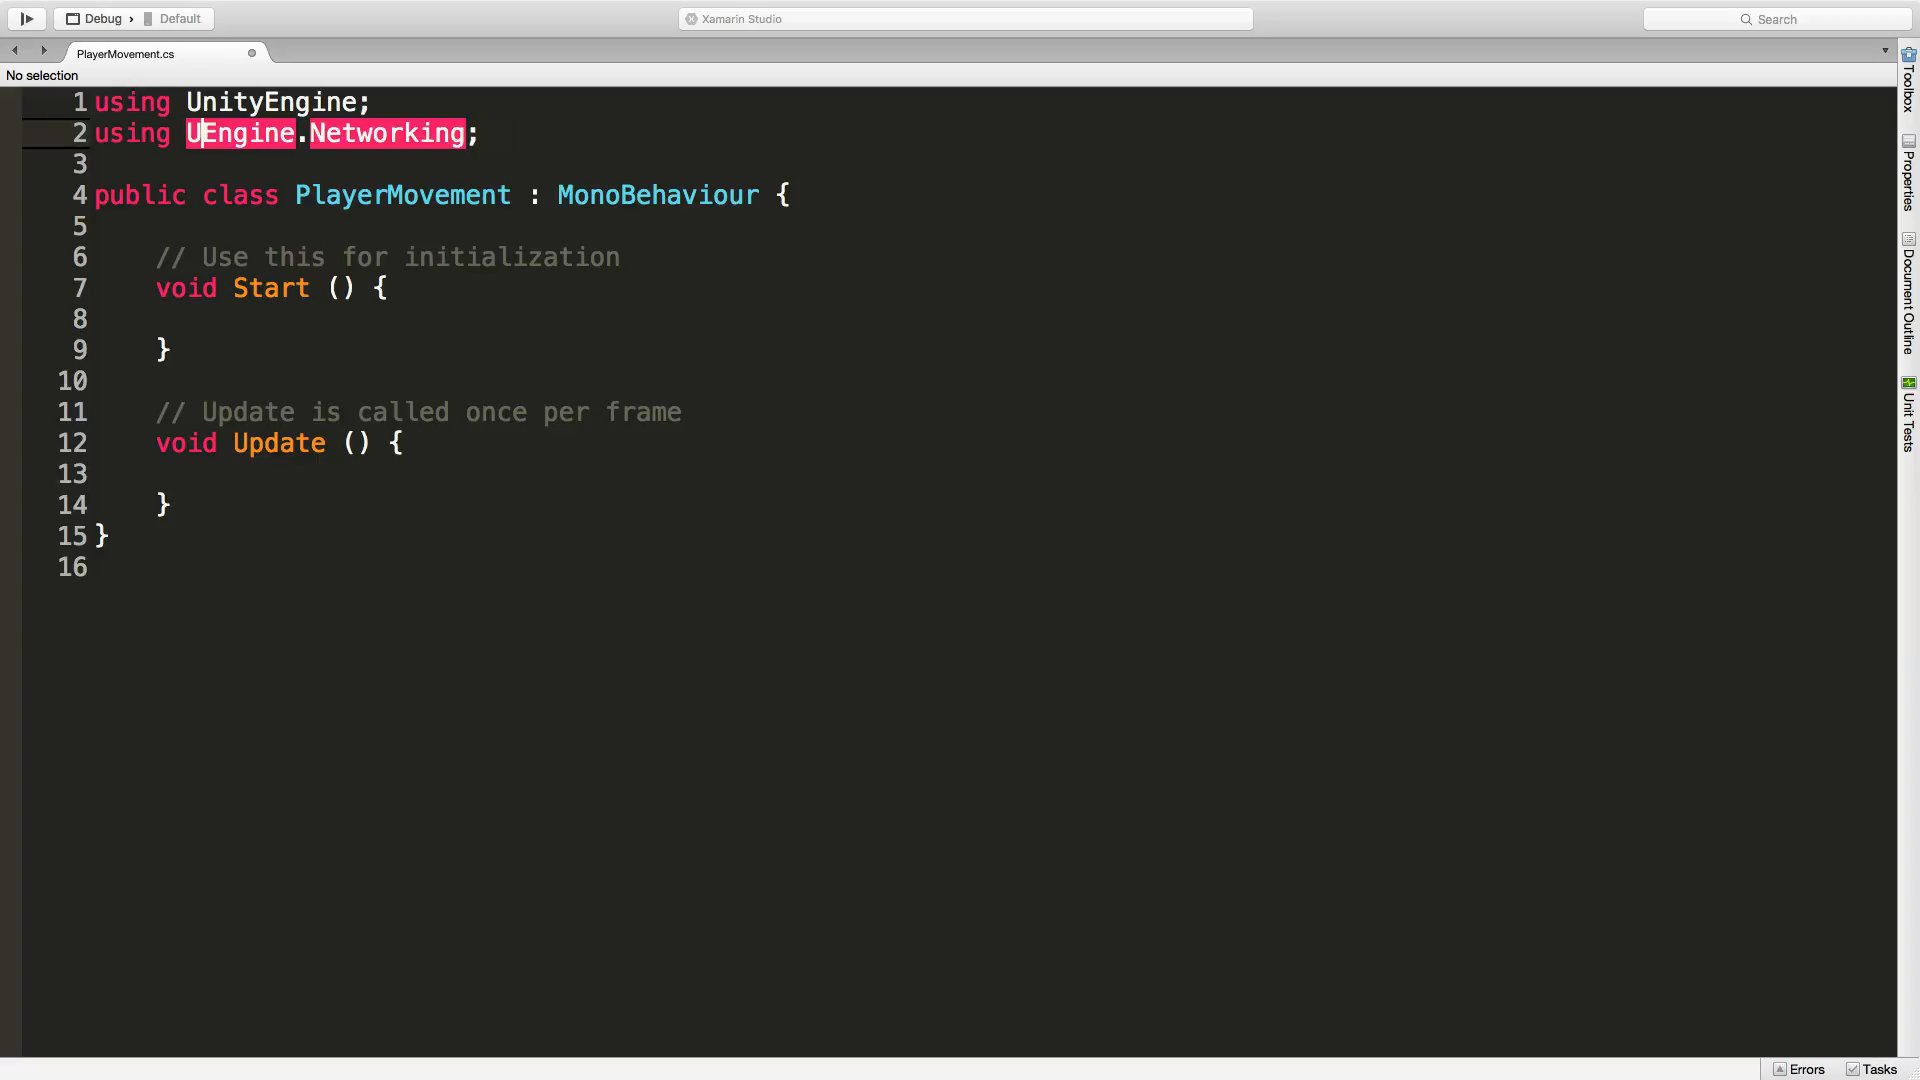 Debug › Default
Xamarin Studio
Search
PlayerMovement.cs
No selection
1 using UnityEngine;
2 using UEngine.Networking;
3
4 public class PlayerMovement : MonoBehaviour {
5
6 // Use this for initialization
7 void Start () {
8
9 }
10
11 // Update is called once per frame
12 void Update () {
13
14 }
15 }
16
Toolbox
Properties
Document Outline
Unit Tests
Errors
Tasks